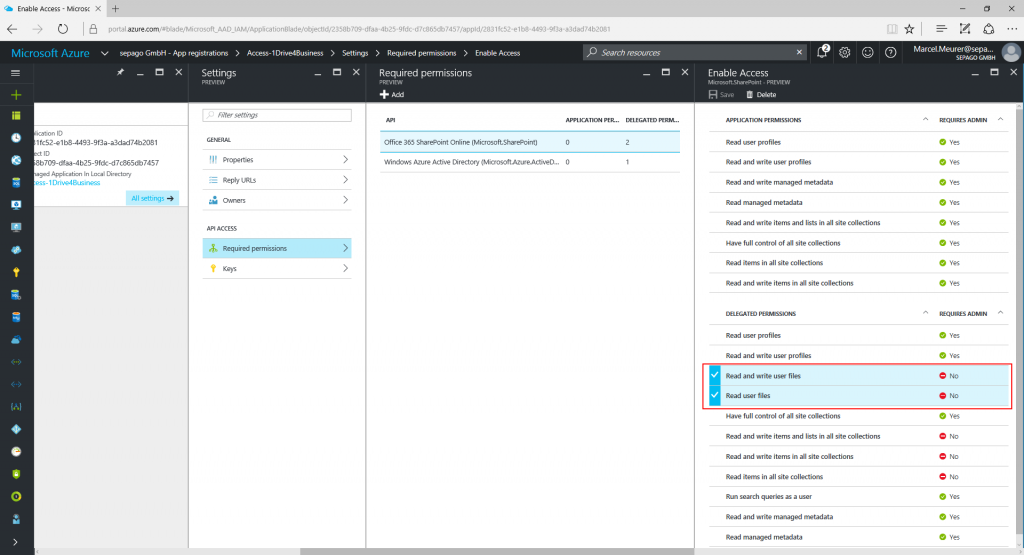 Enable Access - Microsc
portal.azure.com/#blade/Microsoft_AAD_IAM/ApplicationBlade/objectId/2358b709-dfaa-4b25-9fdc-d7c865db7457/appId/2831fc52-e1b8-4493-9f3a-a3dad74b2081
Microsoft Azure
sepago GmbH - App registrations > Access-1Drive4Business > Settings > Required permissions > Enable Access
Search resources
2
Marcel.Meurer@sepa...
SEPAGO GMBH
plication ID
31fc52-e1b8-4493-9f3a-a3dad74b2081
ect ID
58b709-dfaa-4b25-9fdc-d7c865db7457
naged Application In Local Directory
cess-1Drive4Business
All settings
Settings
PREVIEW
Filter settings
GENERAL
Properties
Reply URLs
Owners
API ACCESS
Required permissions
Keys
Required permissions
PREVIEW
Add
API APPLICATION PER... DELEGATED PERM...
Office 365 SharePoint Online (Microsoft.SharePoint) 0 2
Windows Azure Active Directory (Microsoft.Azure.ActiveD... 0 1
Enable Access
Microsoft.SharePoint - PREVIEW
Save Delete
APPLICATION PERMISSIONS REQUIRES ADMIN
Read user profiles Yes
Read and write user profiles Yes
Read and write managed metadata Yes
Read managed metadata Yes
Read and write items and lists in all site collections Yes
Have full control of all site collections Yes
Read items in all site collections Yes
Read and write items in all site collections Yes
DELEGATED PERMISSIONS REQUIRES ADMIN
Read user profiles Yes
Read and write user profiles Yes
Read and write user files No
Read user files No
Have full control of all site collections Yes
Read and write items and lists in all site collections No
Read and write items in all site collections No
Read items in all site collections No
Run search queries as a user Yes
Read and write managed metadata Yes
Read managed metadata Yes